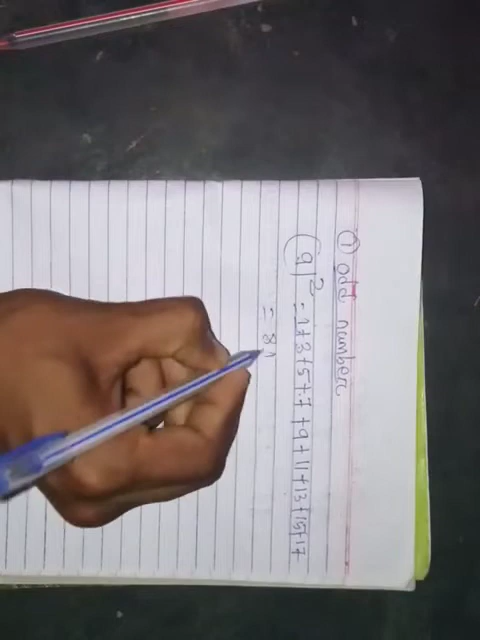 ① odd number
(9)² = 1+3+5+7+9+11+13+15+17
= 81